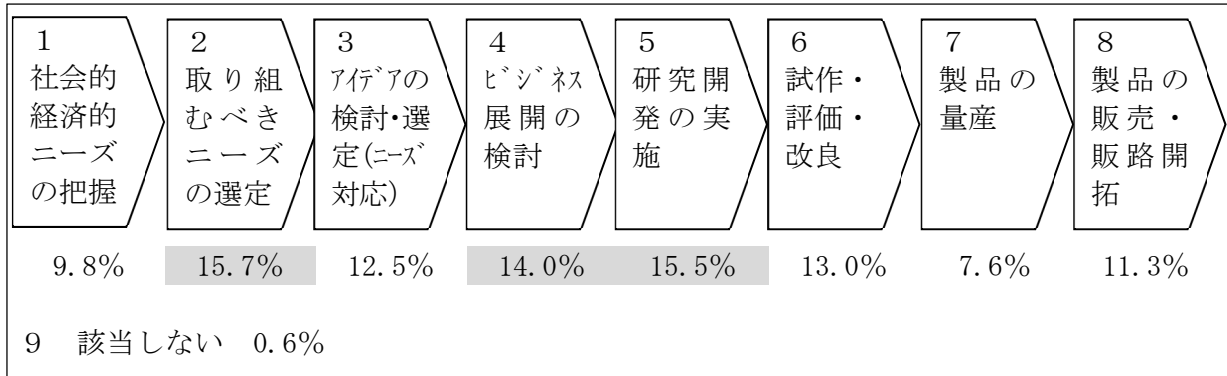 １
社会的
経済的
ニーズ
の把握
２
取り組
むべき
ニーズ
の選定
３
ｱｲﾃﾞｱの
検討・選
定(ﾆｰｽﾞ
対応)
４
ﾋﾞｼﾞﾈｽ
展開の
検討
５
研究開
発の実
施
６
試作・
評価・
改良
７
製品の
量産
８
製品の
販売・
販路開
拓
9.8%
15.7%
12.5%
14.0%
15.5%
13.0%
7.6%
11.3%
９　該当しない　0.6%